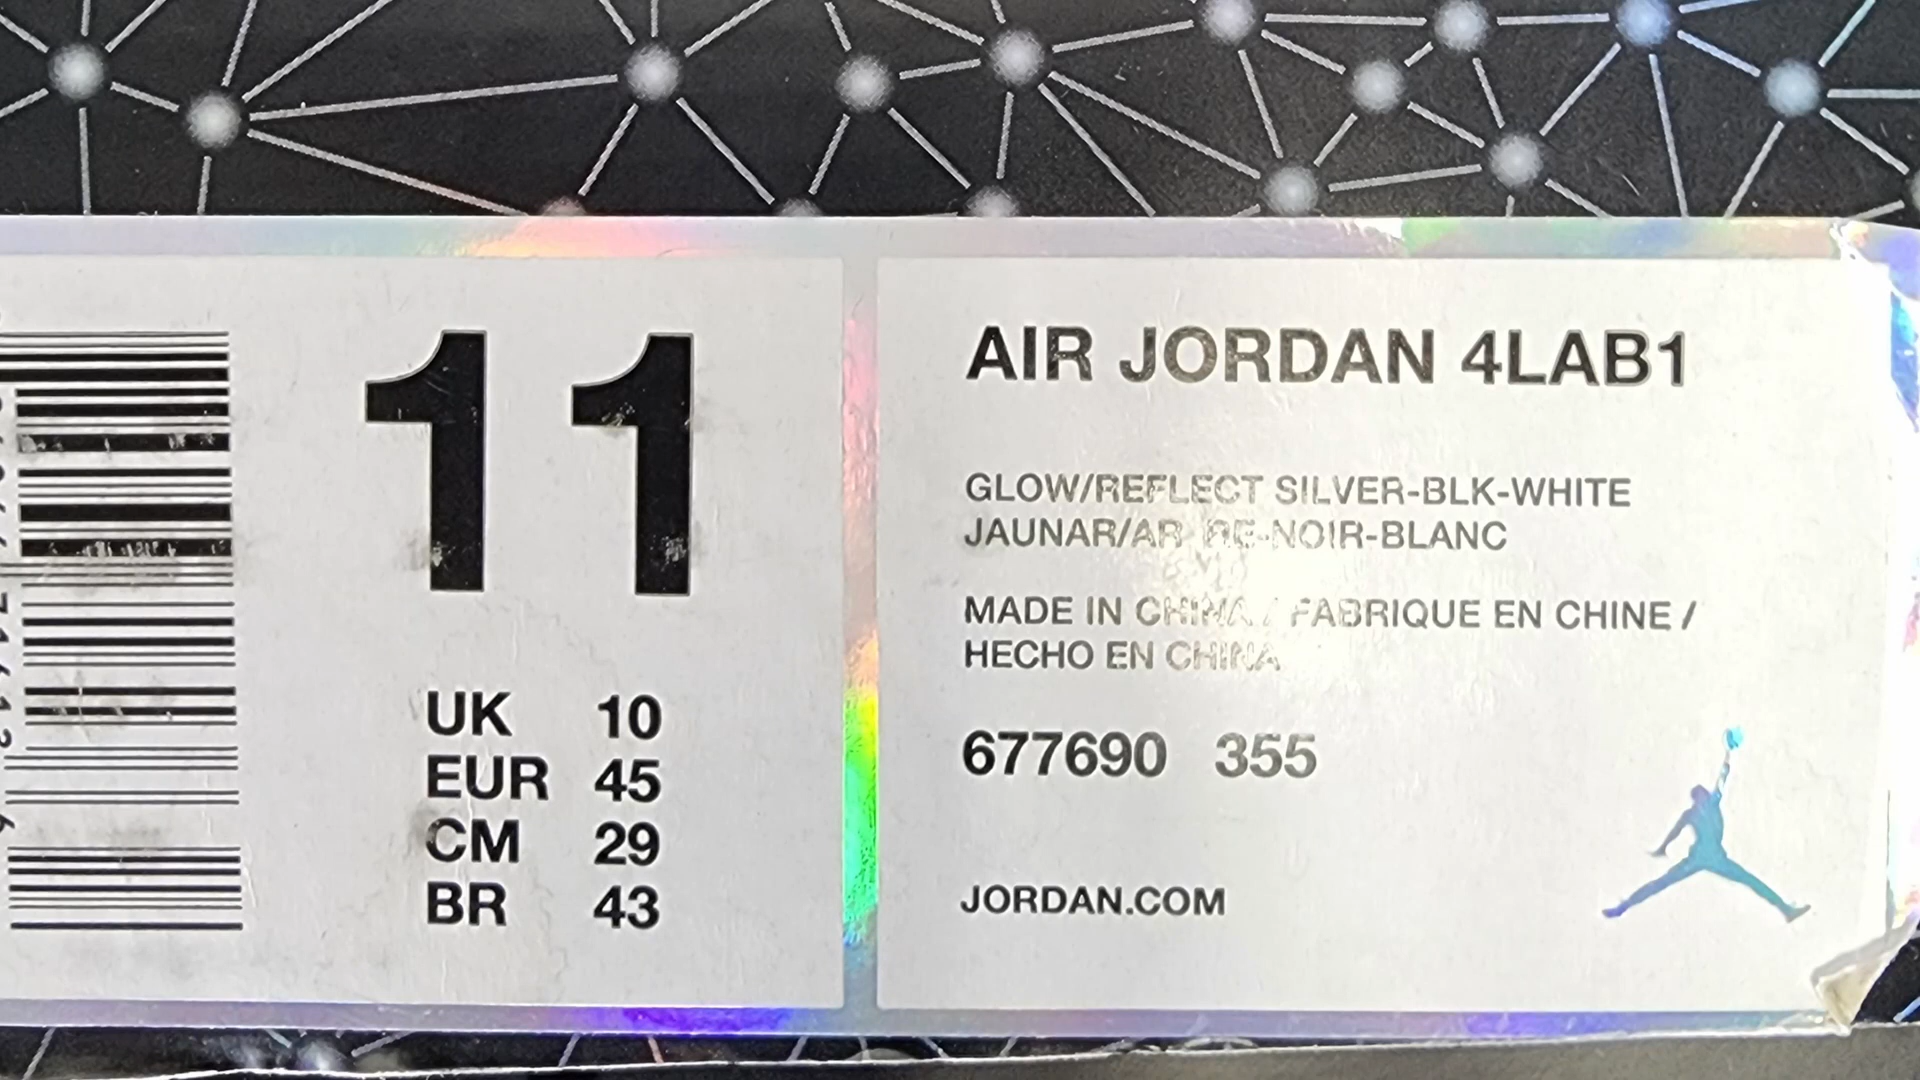 11
UK 10
EUR 45
CM 29
BR 43
AIR JORDAN 4LAB1
GLOW/REFLECT SILVER-BLK-WHITE
JAUNAR/AR RE-NOIR-BLANC
MADE IN CHINA / FABRIQUE EN CHINE /
HECHO EN CHINA
677690 355
JORDAN.COM